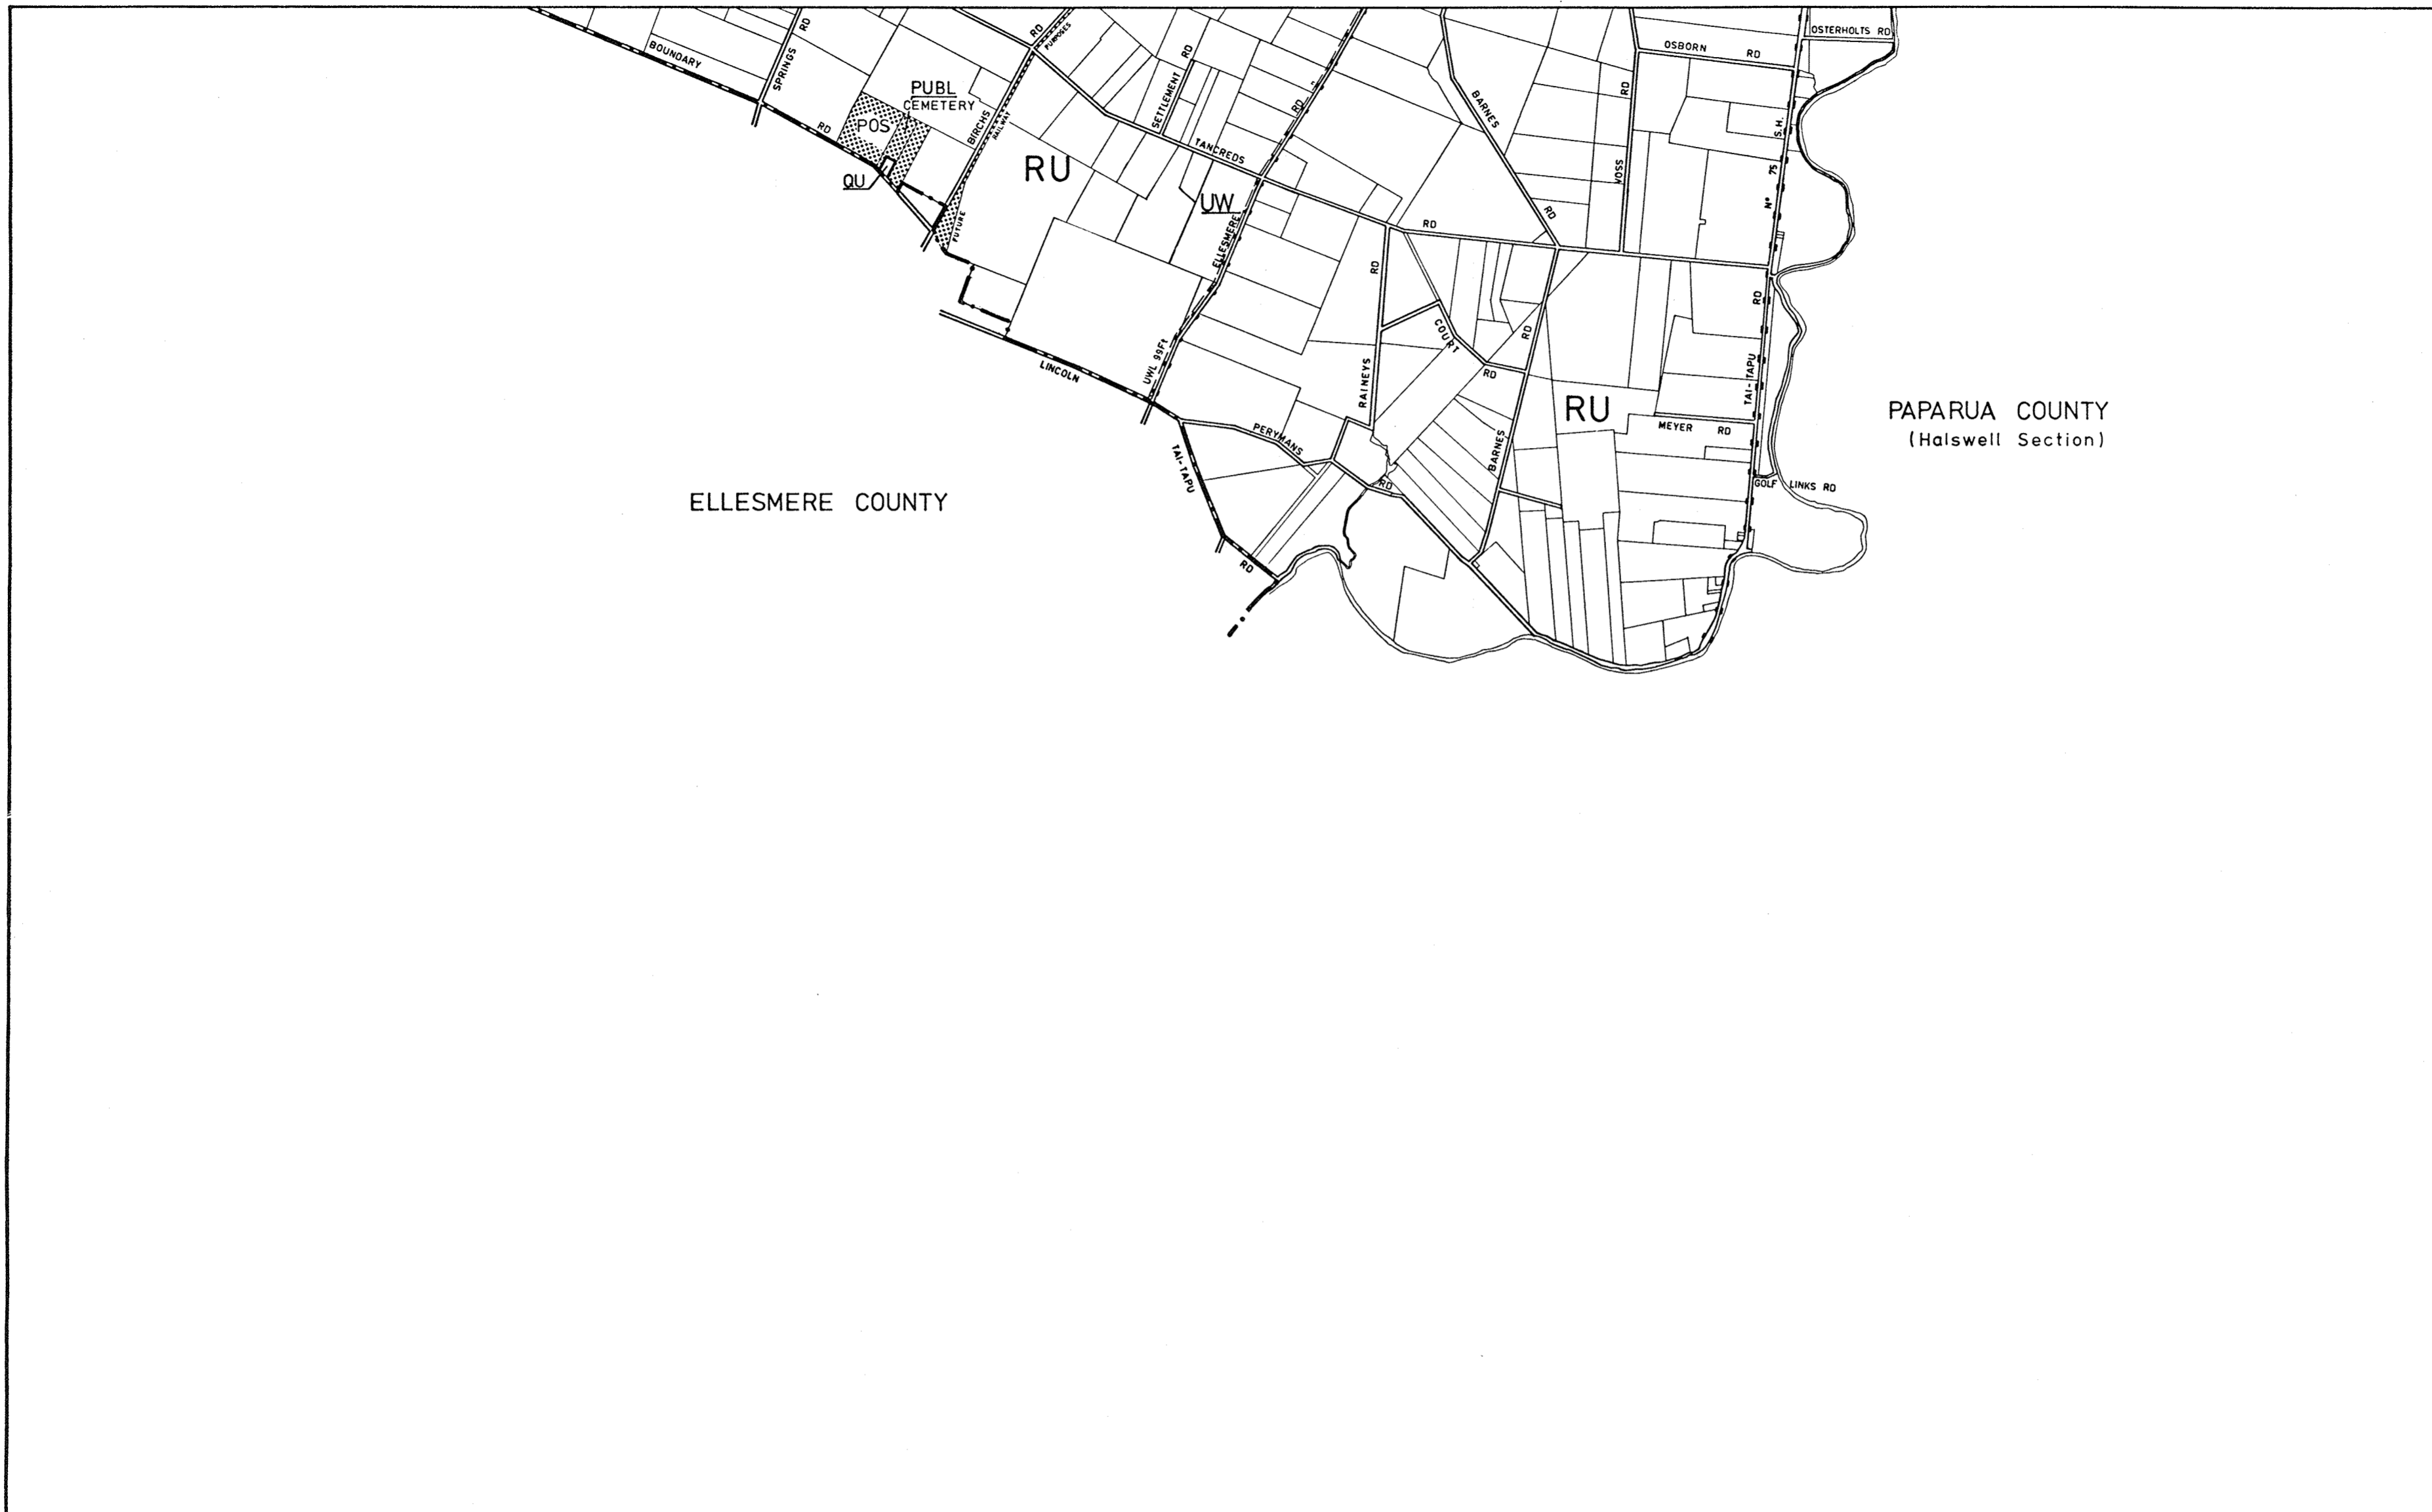 BOUNDARY
RD
SPRINGS
RD
PUBL
CEMETERY
POS
QU
BIRCHS
RD
RAILWAY
PURPOSES
FUTURE
RU
SETTLEMENT
RD
TANCREDS
RD
UW
ELLESMERE
RD
UWL 99Ft
LINCOLN
TAI-TAPU
RD
PERYMANS
RD
RAINEYS
RD
COURT
RD
BARNES
RD
BARNES
RD
VOSS
RD
OSBORN RD
OSTERHOLTS RD
S.H.
Nº 75
TAI-TAPU
RD
RU
MEYER RD
GOLF LINKS RD
PAPARUA COUNTY
(Halswell Section)
ELLESMERE COUNTY